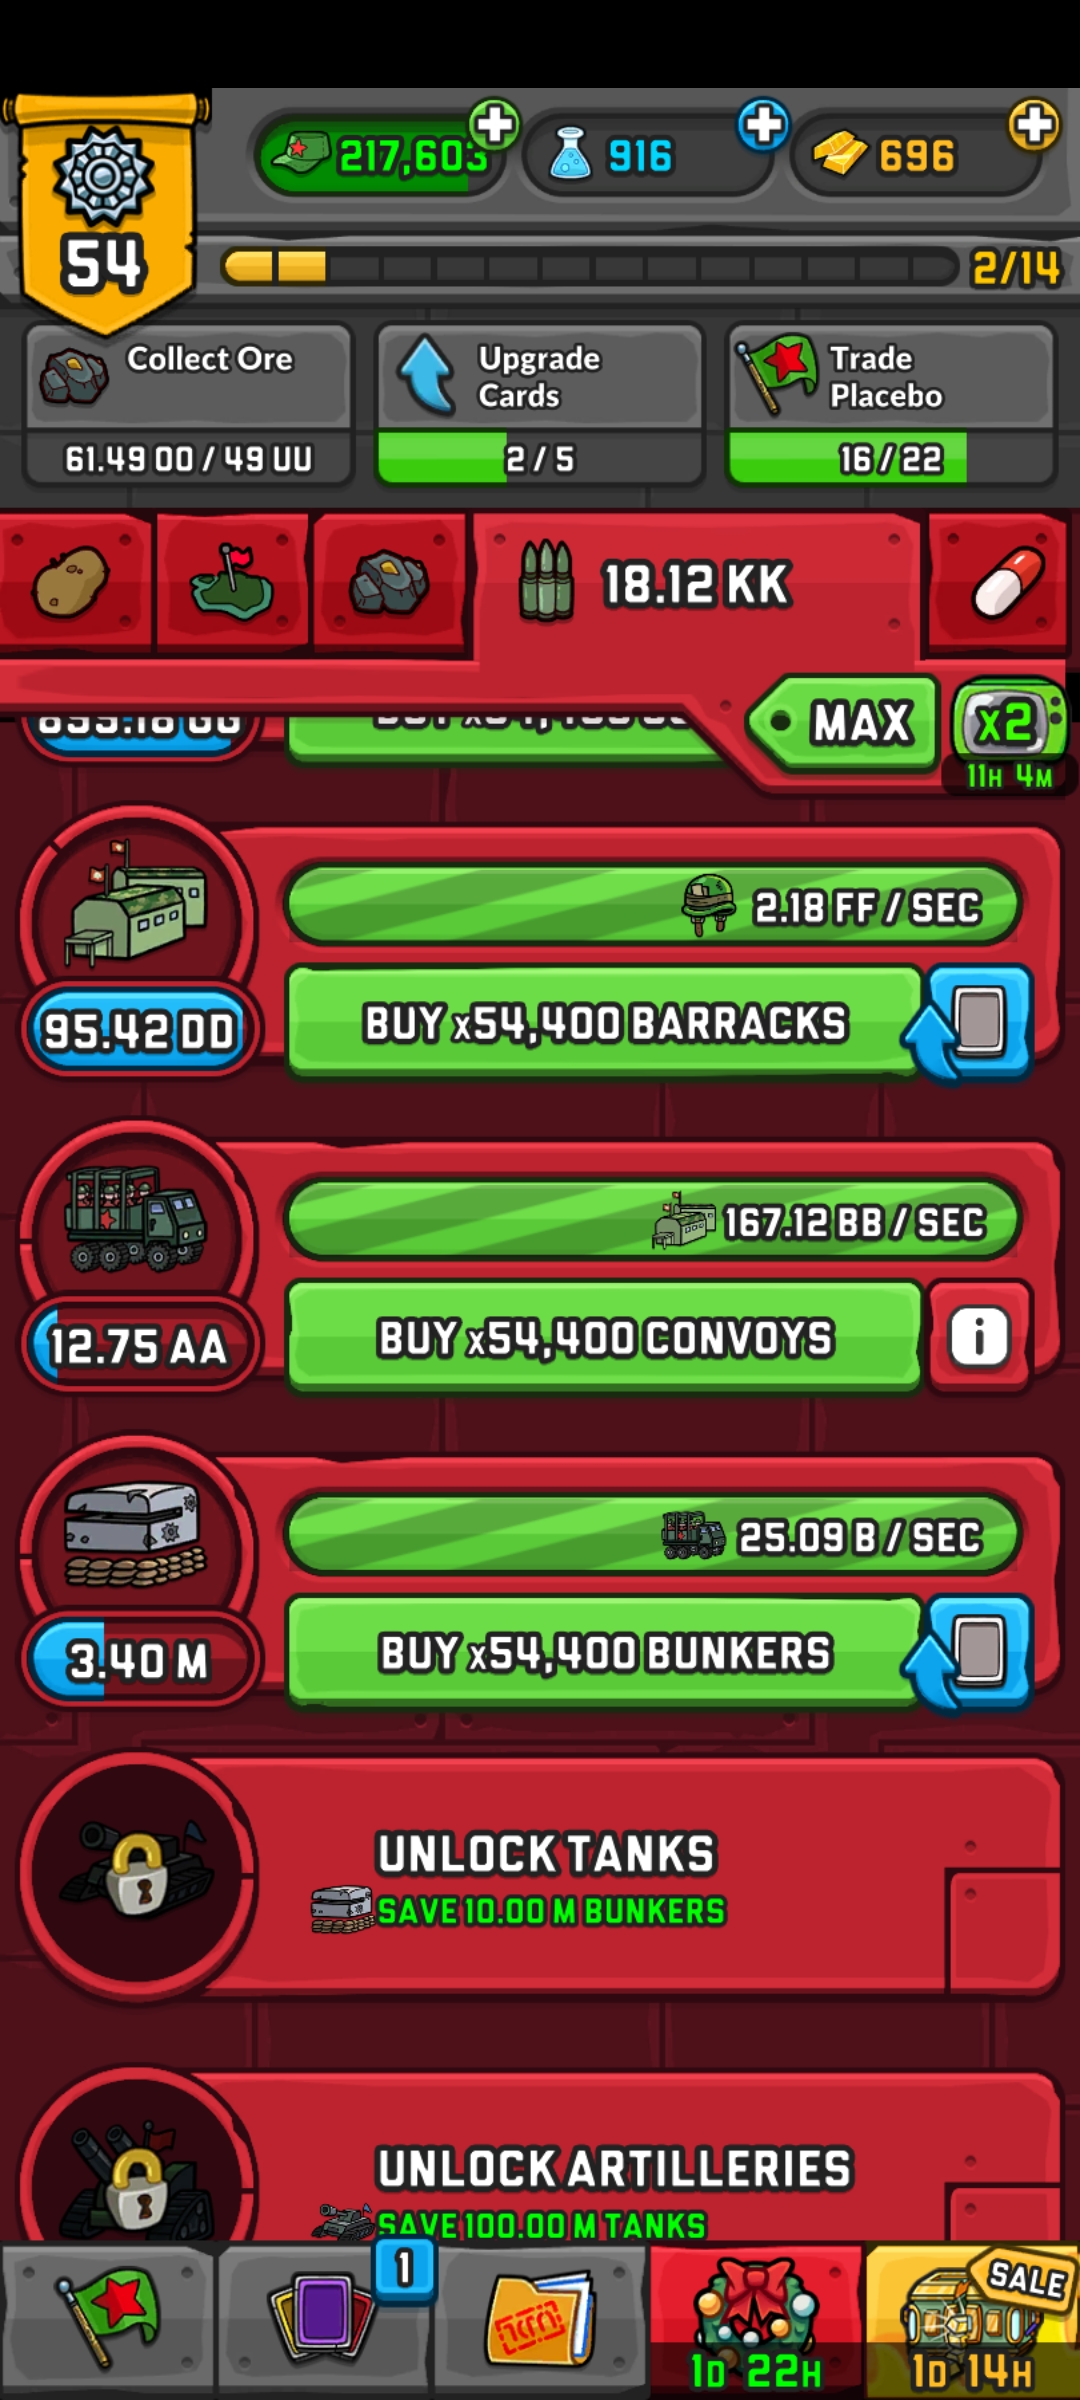 217,603
916
696
54
2/14
Collect Ore
61.49 OO / 49 UU
Upgrade
Cards
2 / 5
Trade
Placebo
16 / 22
18.12 KK
MAX
x2
11H 4M
2.18 FF / SEC
95.42 DD
BUY x54,400 BARRACKS
167.12 BB / SEC
12.75 AA
BUY x54,400 CONVOYS
i
25.09 B / SEC
3.40 M
BUY x54,400 BUNKERS
UNLOCK TANKS
SAVE 10.00 M BUNKERS
UNLOCK ARTILLERIES
SAVE 100.00 M TANKS
1
SALE
1D 22H
1D 14H